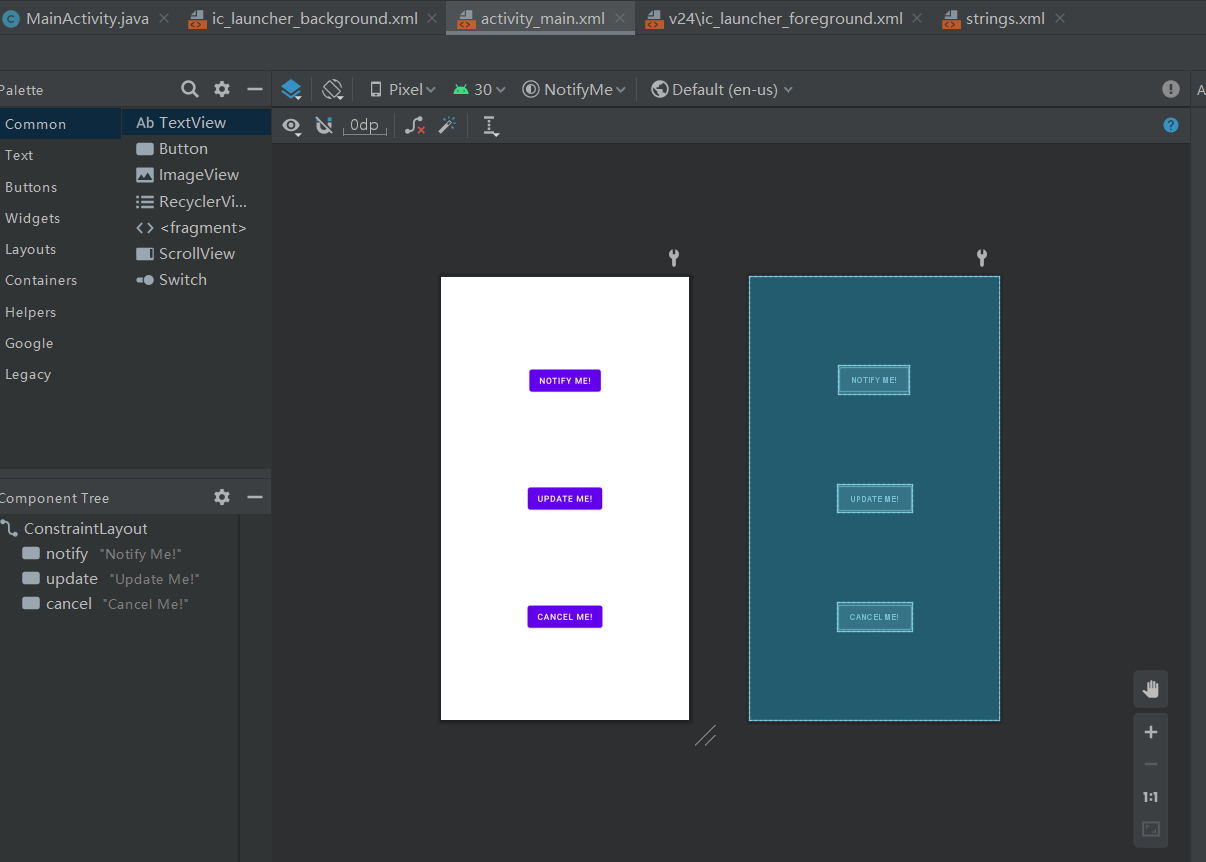 MainActivity.java ic_launcher_background.xml activity_main.xml v24\ic_launcher_foreground.xml strings.xml
Palette
Pixel 30 NotifyMe Default (en-us) A
Common
Text
Buttons
Widgets
Layouts
Containers
Helpers
Google
Legacy
Ab TextView
Button
ImageView
RecyclerVi...
<fragment>
ScrollView
Switch
0dp
NOTIFY ME!
UPDATE ME!
CANCEL ME!
NOTIFY ME!
UPDATE ME!
CANCEL ME!
Component Tree
ConstraintLayout
notify "Notify Me!"
update "Update Me!"
cancel "Cancel Me!"
1:1